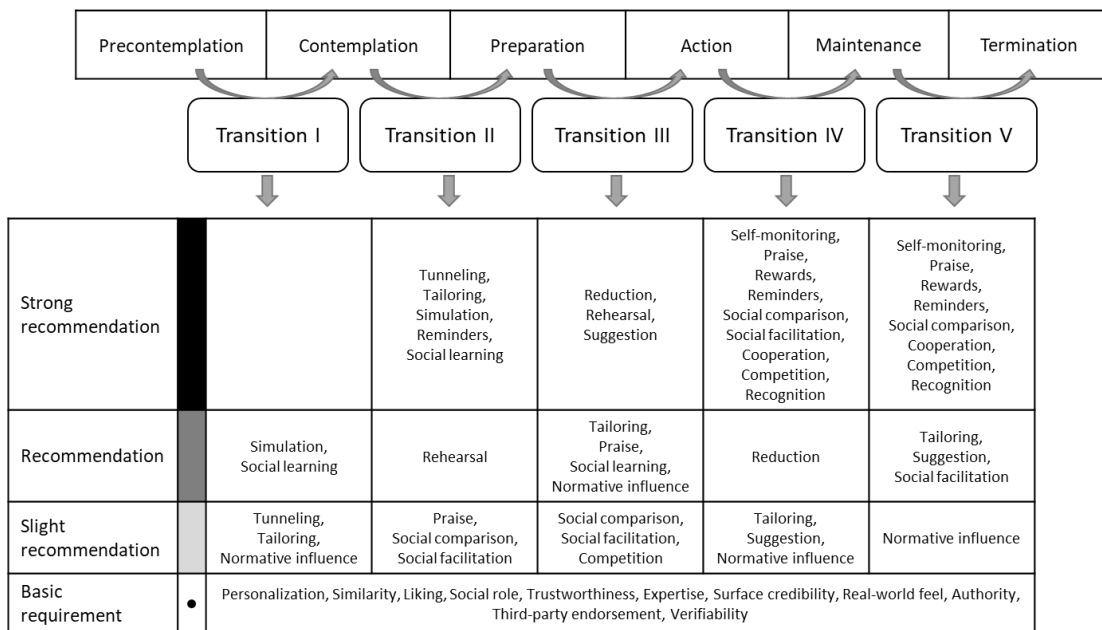 Precontemplation
Contemplation
Preparation
Action
Maintenance
Termination
Transition I
Transition II
Transition III
Transition IV
Transition V
Strong
recommendation
Tunneling,
Tailoring,
Simulation,
Reminders,
Social learning
Reduction,
Rehearsal,
Suggestion
Self-monitoring,
Praise,
Rewards,
Reminders,
Social comparison,
Social facilitation,
Cooperation,
Competition,
Recognition
Self-monitoring,
Praise,
Rewards,
Reminders,
Social comparison,
Cooperation,
Competition,
Recognition
Recommendation
Simulation,
Social learning
Rehearsal
Tailoring,
Praise,
Social learning,
Normative influence
Reduction
Tailoring,
Suggestion,
Social facilitation
Slight
recommendation
Tunneling,
Tailoring,
Normative influence
Praise,
Social comparison,
Social facilitation
Social comparison,
Social facilitation,
Competition
Tailoring,
Suggestion,
Normative influence
Normative influence
Basic
requirement
•
Personalization, Similarity, Liking, Social role, Trustworthiness, Expertise, Surface credibility, Real-world feel, Authority,
Third-party endorsement, Verifiability